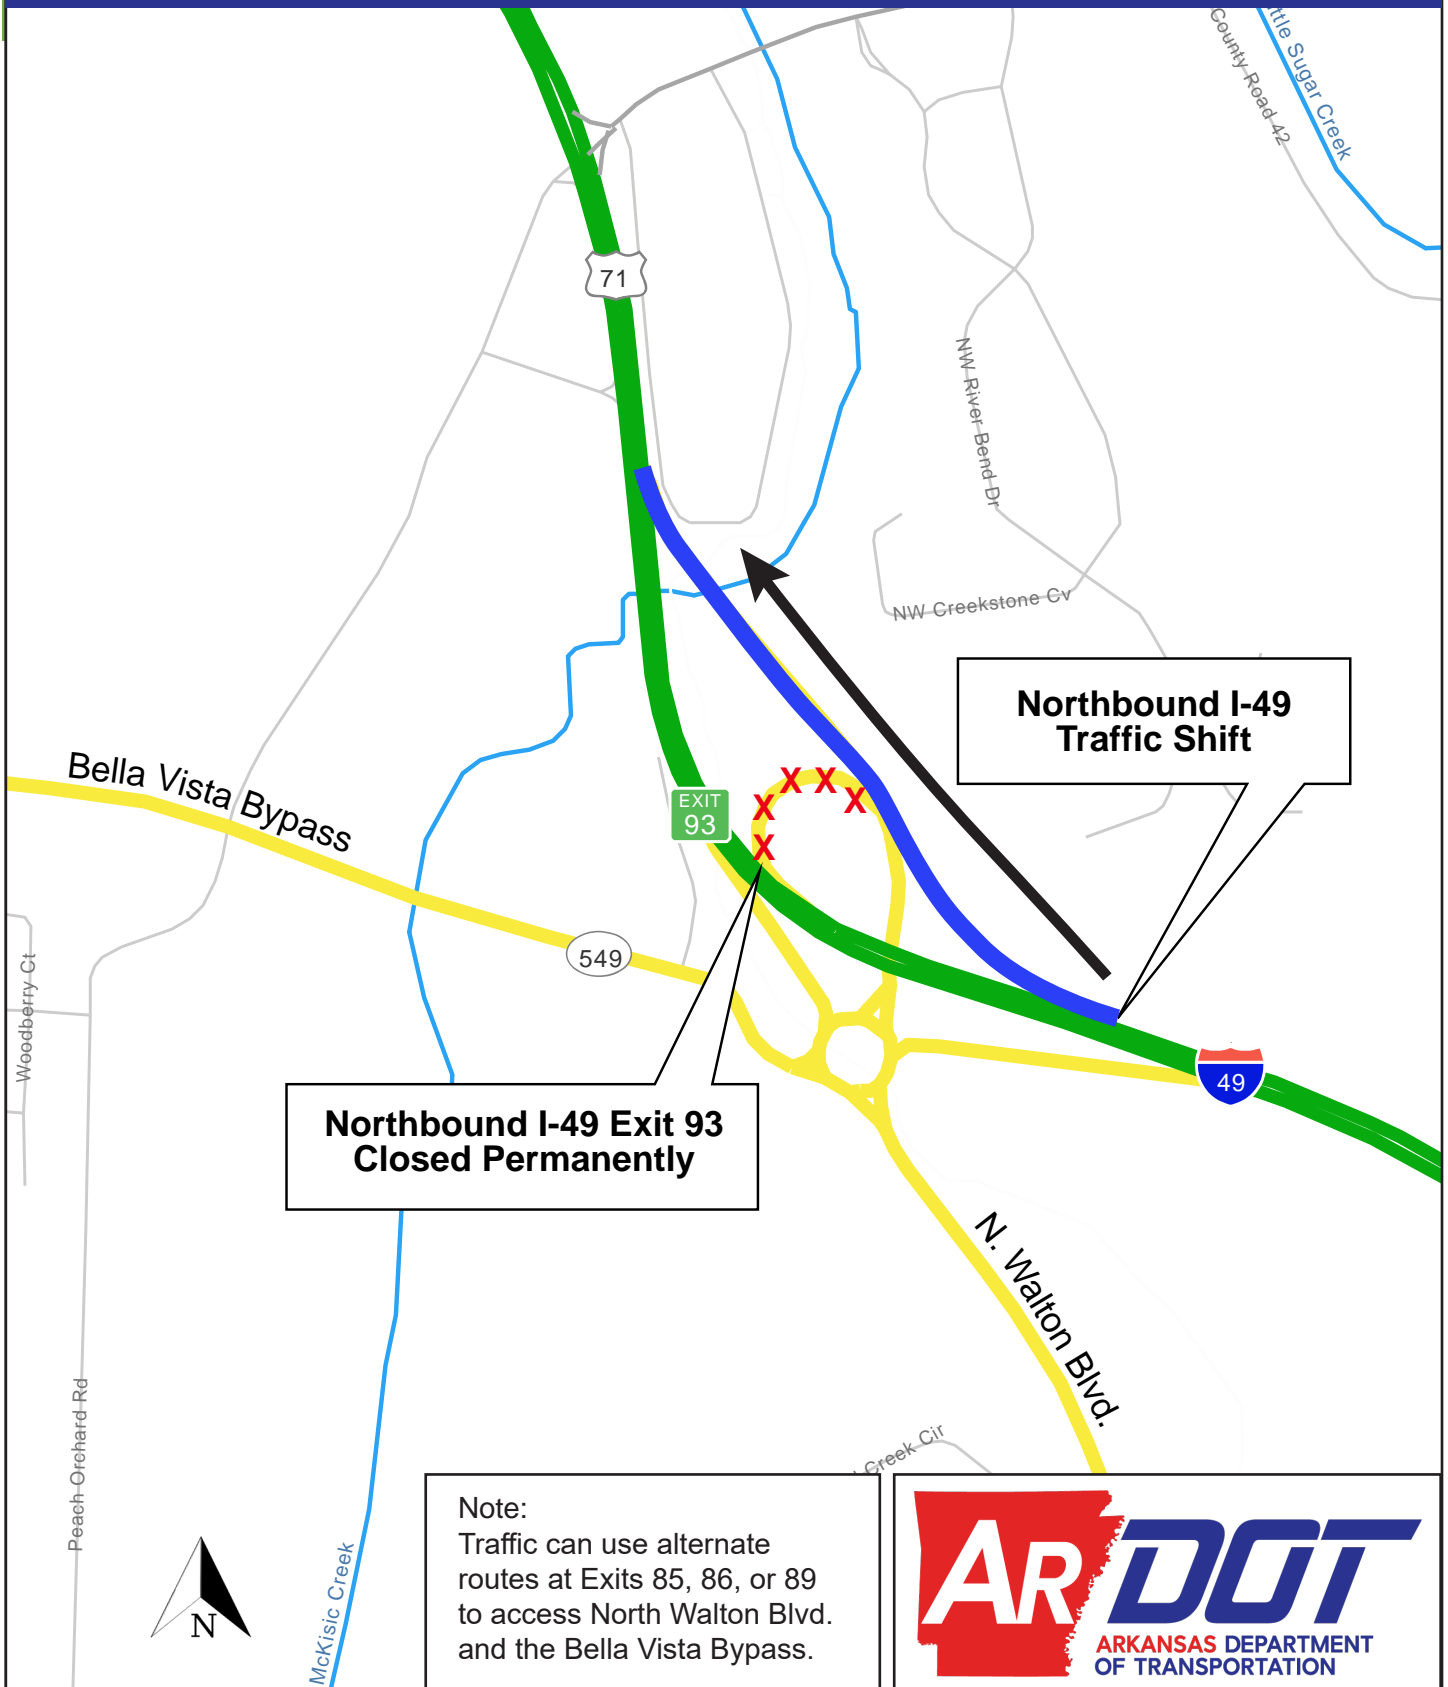 ttle Sugar Creek
County Road 42
71
NW River Bend Dr
NW Creekstone Cv
Northbound I-49
Traffic Shift
Bella Vista Bypass
EXIT
93
X
X
X
X
X
549
Woodberry Ct
49
Northbound I-49 Exit 93
Closed Permanently
N. Walton Blvd.
Peach Orchard Rd
Creek Cir
McKisic Creek
N
Note:
Traffic can use alternate
routes at Exits 85, 86, or 89
to access North Walton Blvd.
and the Bella Vista Bypass.
ARDOT
ARKANSAS DEPARTMENT
OF TRANSPORTATION